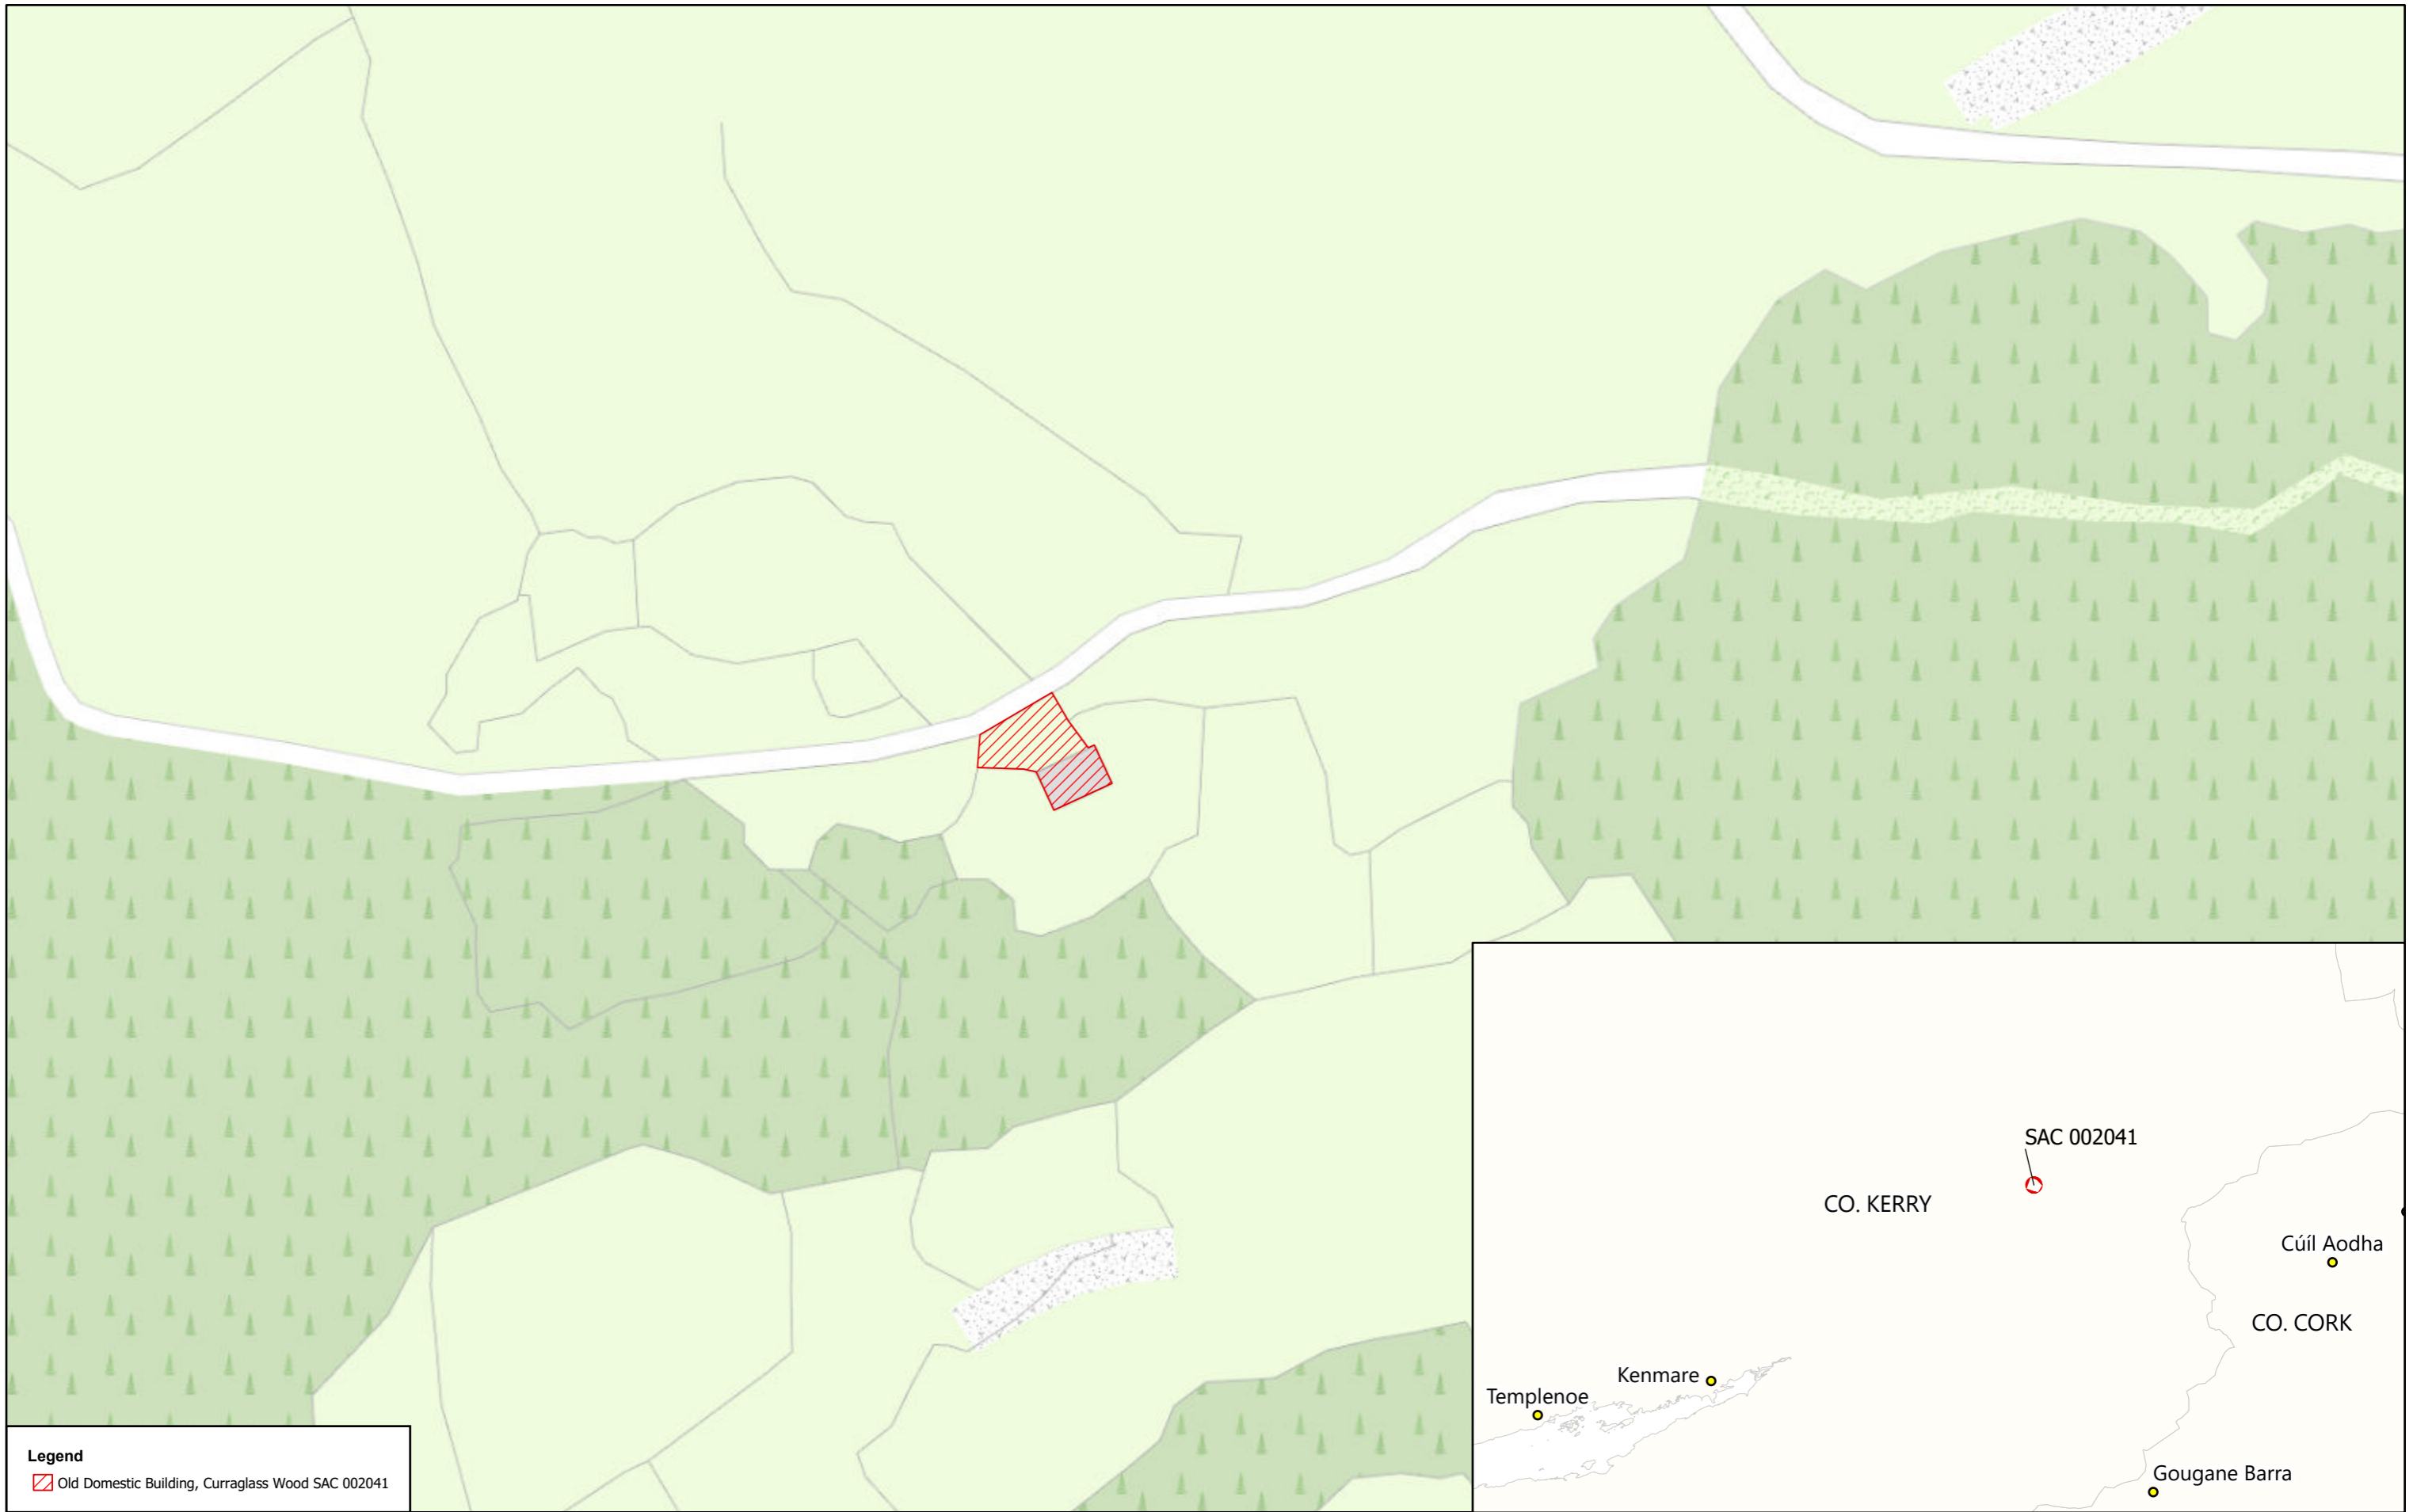 SAC 002041
CO. KERRY
Cúil Aodha
CO. CORK
Kenmare
Templenoe
Gougane Barra
Legend
Old Domestic Building, Curraglass Wood SAC 002041